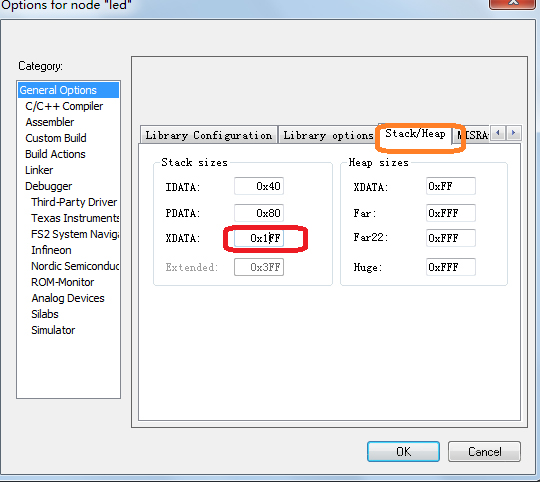 Options for node "led"
Category:
General Options
C/C++ Compiler
Assembler
Custom Build
Build Actions
Linker
Debugger
Third-Party Driver
Texas Instruments
FS2 System Naviga
Infineon
Nordic Semiconduc
ROM-Monitor
Analog Devices
Silabs
Simulator
Library Configuration Library options Stack/Heap MISRA
Stack sizes
IDATA: 0x40
PDATA: 0x80
XDATA: 0x1FF
Extended: 0x3FF
Heap sizes
XDATA: 0xFF
Far: 0xFFF
Far22: 0xFFF
Huge: 0xFFF
OK Cancel